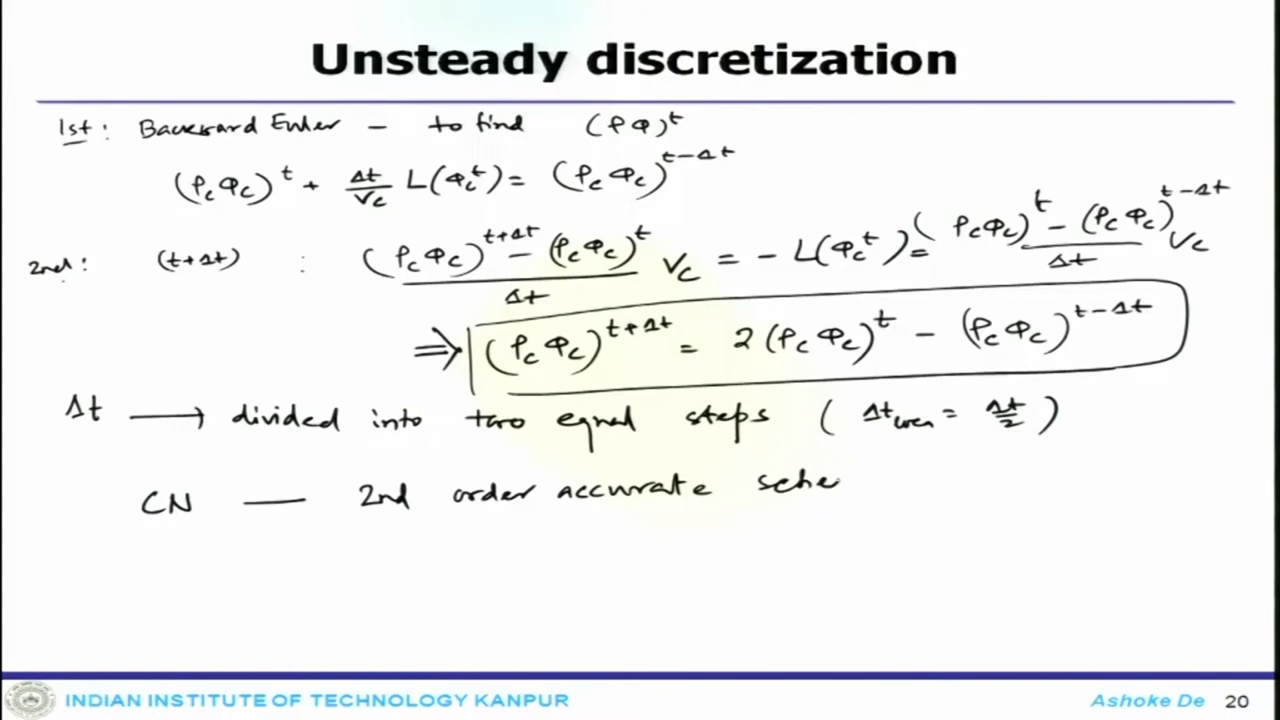 Unsteady discretization
1st: Backward Euler – to find (ρΦ)^t
(ρ_c Φ_c)^t + Δt/V_c L(Φ_c^t) = (ρ_c Φ_c)^{t-Δt}
2nd: (t+Δt) : ((ρ_c Φ_c)^{t+Δt} - (ρ_c Φ_c)^t)/Δt V_c = - L(Φ_c^t) = ((ρ_c Φ_c)^t - (ρ_c Φ_c)^{t-Δt})/Δt V_c
⇒ (ρ_c Φ_c)^{t+Δt} = 2(ρ_c Φ_c)^t - (ρ_c Φ_c)^{t-Δt}
Δt → divided into two equal steps (Δt = Δt/2)
CN — 2nd order accurate sche
INDIAN INSTITUTE OF TECHNOLOGY KANPUR
Ashoke De 20